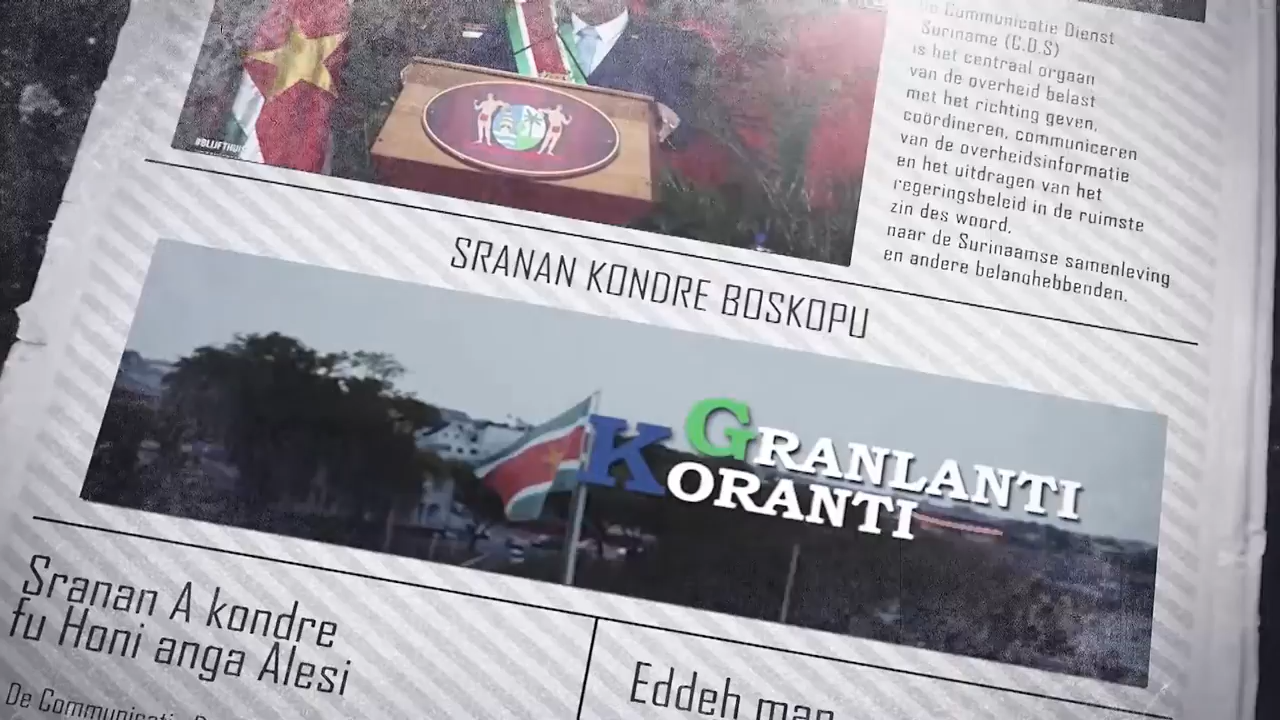 De Communicatie Dienst
Suriname (C.D.S)
is het centraal orgaan
van de overheid belast
met het richting geven,
coördineren, communiceren
van de overheidsinformatie
en het uitdragen van het
regeringsbeleid in de ruimste
zin des woord,
naar de Surinaamse samenleving
en andere belanghebbenden.
#BLIJFTHUIS
SRANAN KONDRE BOSKOPU
GRANLANTI
KORANTI
Sranan A kondre
fu Honi anga Alesi
De Communicatie
Eddeh man